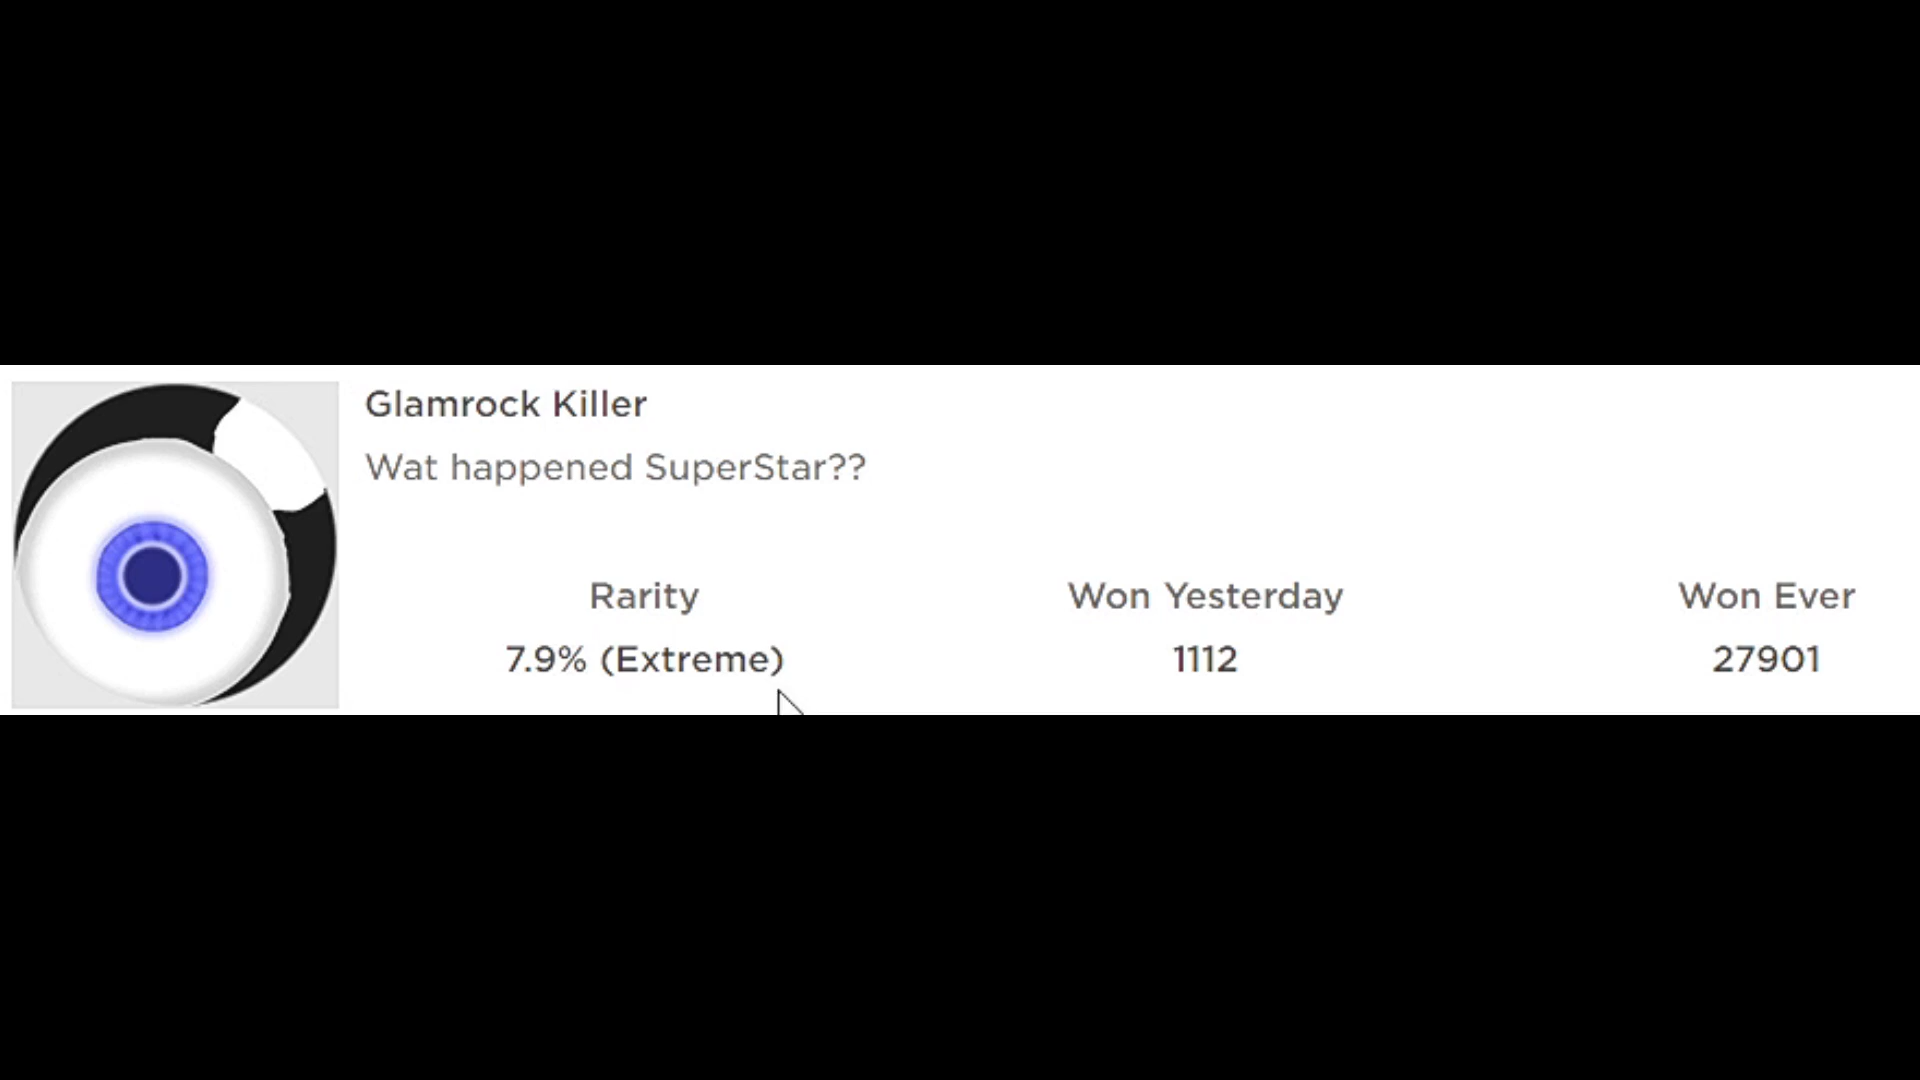 Glamrock Killer
Wat happened SuperStar??
Rarity Won Yesterday Won Ever
7.9% (Extreme) 1112 27901